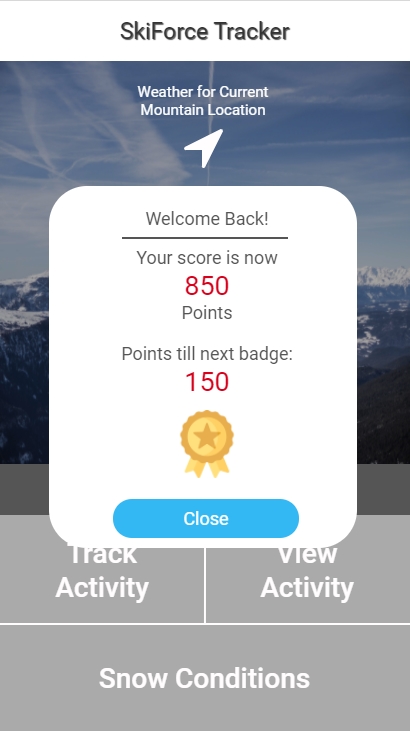 SkiForce Tracker
Weather for Current
Mountain Location
Welcome Back!
Your score is now
850
Points
Points till next badge:
150
Close
Track
Activity
View
Activity
Snow Conditions